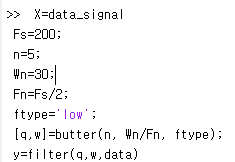 >> X=data_signal
Fs=200;
n=5;
Wn=30;
Fn=Fs/2;
ftype='low';
[q,w]=butter(n, Wn/Fn, ftype);
y=filter(q,w,data)